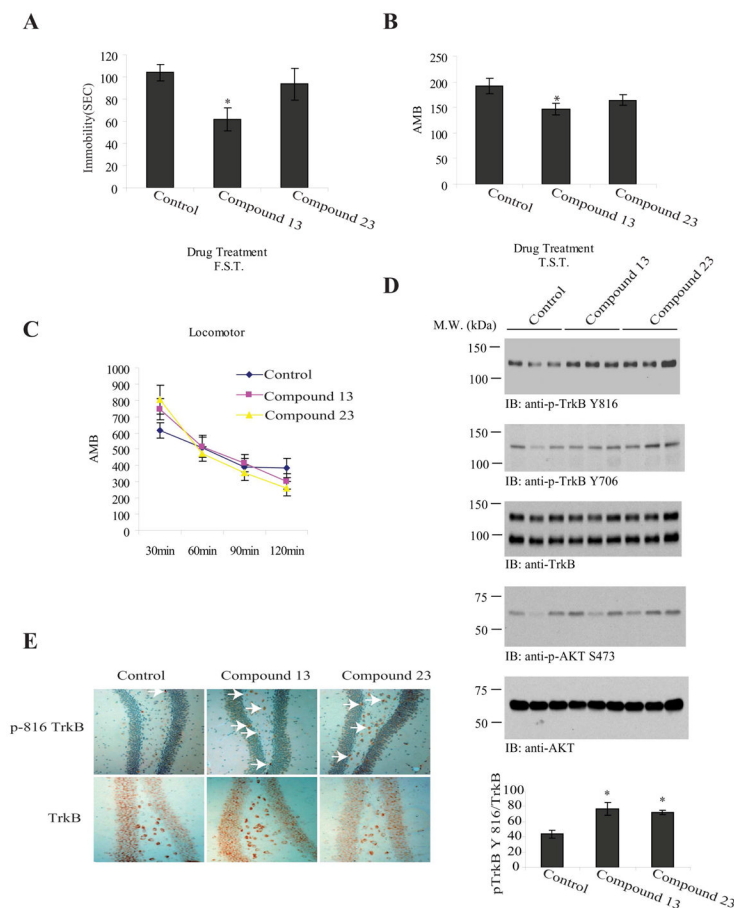 A
120
100
80
60
40
20
0
Immobility(SEC)
*
Control
Compound 13
Compound 23
Drug Treatment
F.S.T.
B
250
200
150
100
50
0
AMB
*
Control
Compound 13
Compound 23
Drug Treatment
T.S.T.
C
Locomotor
1000
900
800
700
600
500
400
300
200
100
0
AMB
Control
Compound 13
Compound 23
30min 60min 90min 120min
D
Control
Compound 13
Compound 23
M.W. (kDa)
150
100
IB: anti-p-TrkB Y816
150
100
IB: anti-p-TrkB Y706
150
100
IB: anti-TrkB
75
50
IB: anti-p-AKT S473
75
50
IB: anti-AKT
100
80
60
40
20
0
pTrkB Y 816/TrkB
*
*
Control
Compound 13
Compound 23
E
Control Compound 13 Compound 23
p-816 TrkB
TrkB